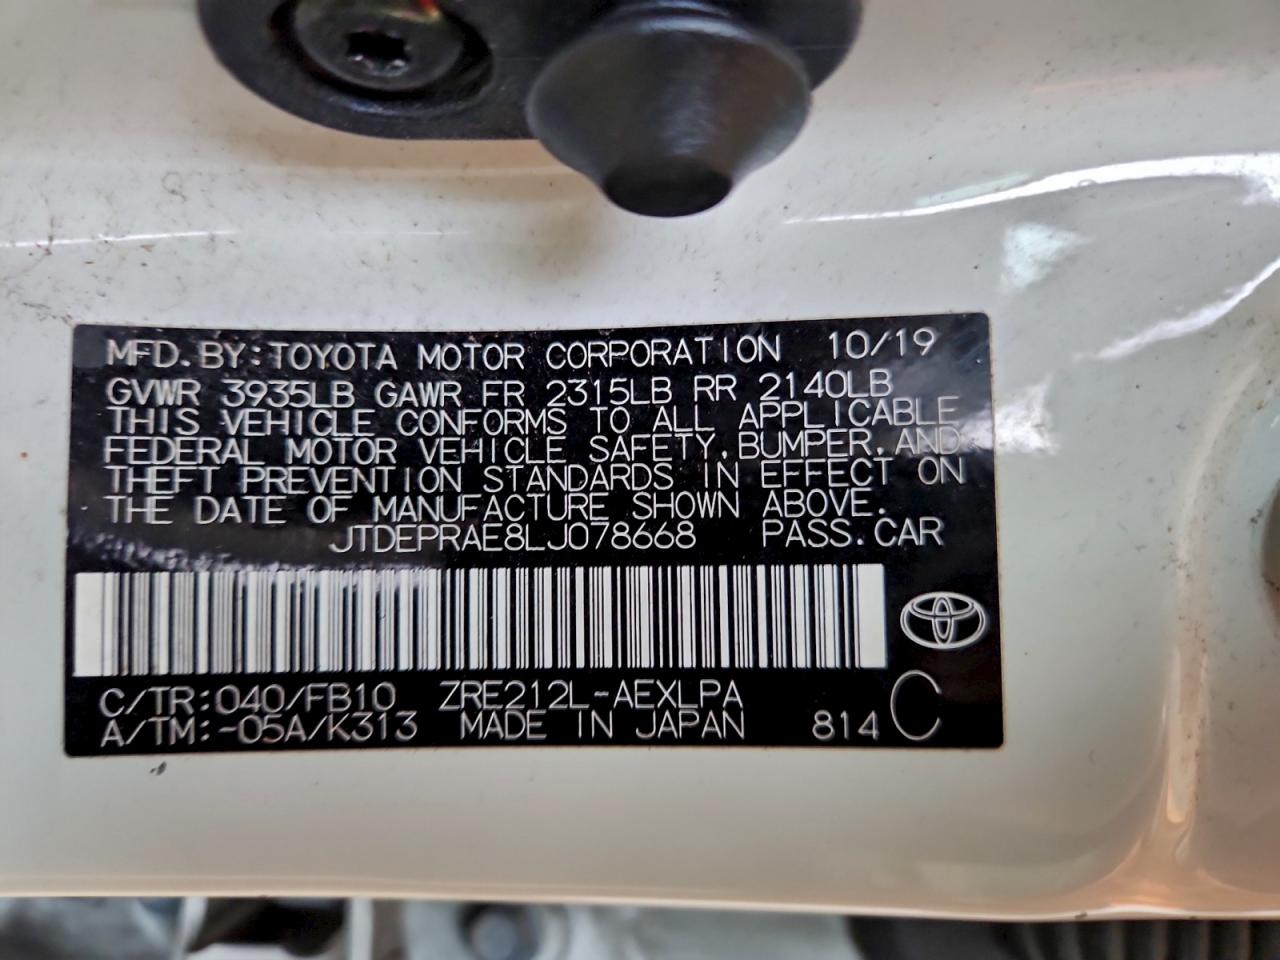 MFD. BY: TOYOTA MOTOR CORPORATION 10/19
GVWR 3935LB GAWR FR 2315LB RR 2140LB
THIS VEHICLE CONFORMS TO ALL APPLICABLE
FEDERAL MOTOR VEHICLE SAFETY, BUMPER, AND
THEFT PREVENTION STANDARDS IN EFFECT ON
THE DATE OF MANUFACTURE SHOWN ABOVE.
JTDEPRAE8LJ078668 PASS. CAR
C/TR: 040/FB10 ZRE212L-AEXLPA
A/TM: -05A/K313 MADE IN JAPAN 814 C